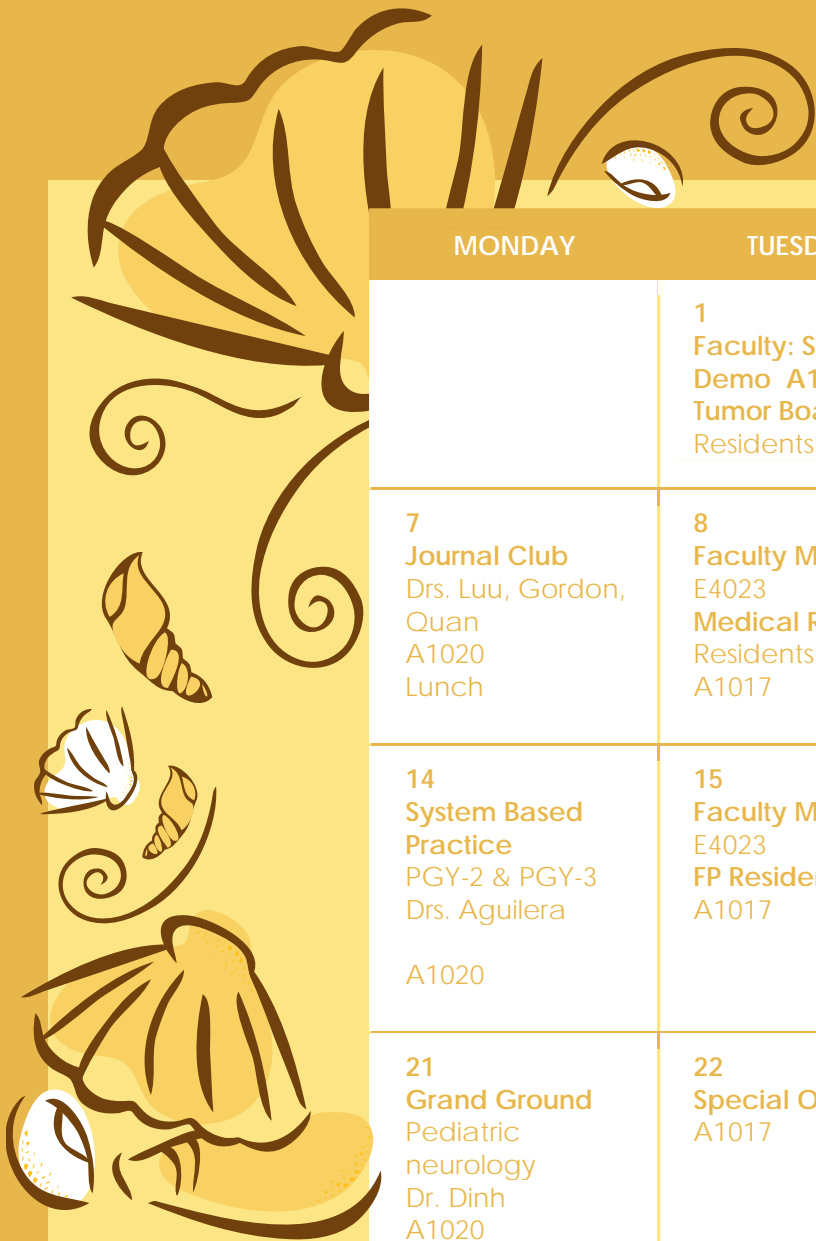 MONDAY
TUESD
1
Faculty: S
Demo A1
Tumor Boa
Residents
7
Journal Club
Drs. Luu, Gordon,
Quan
A1020
Lunch
8
Faculty M
E4023
Medical R
Residents
A1017
14
System Based
Practice
PGY-2 & PGY-3
Drs. Aguilera
A1020
15
Faculty M
E4023
FP Reside
A1017
21
Grand Ground
Pediatric
neurology
Dr. Dinh
A1020
22
Special O
A1017